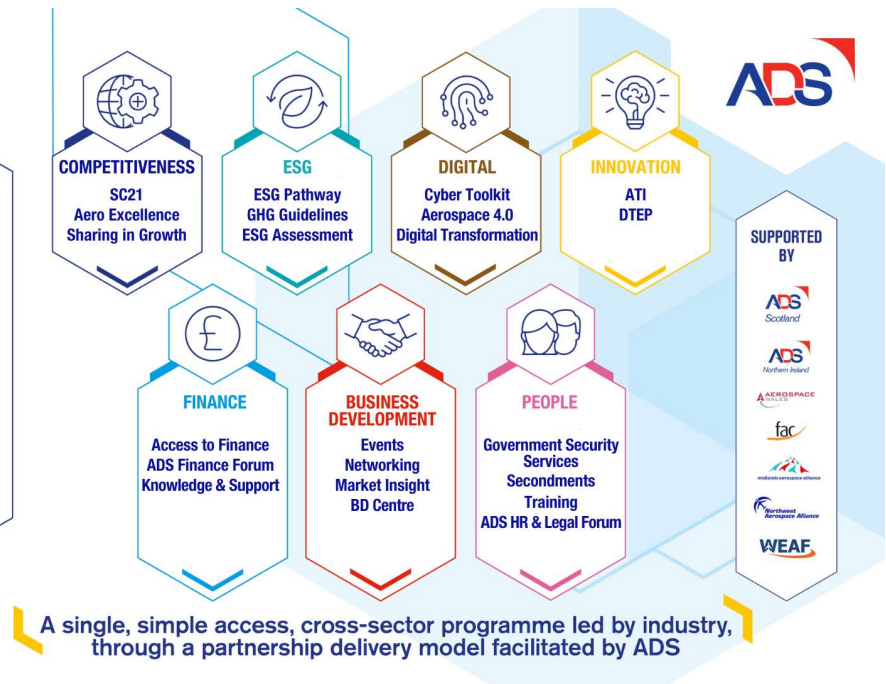 ADS
COMPETITIVENESS
SC21
Aero Excellence
Sharing in Growth
ESG
ESG Pathway
GHG Guidelines
ESG Assessment
DIGITAL
Cyber Toolkit
Aerospace 4.0
Digital Transformation
INNOVATION
ATI
DTEP
FINANCE
Access to Finance
ADS Finance Forum
Knowledge & Support
BUSINESS
DEVELOPMENT
Events
Networking
Market Insight
BD Centre
PEOPLE
Government Security
Services
Secondments
Training
ADS HR & Legal Forum
SUPPORTED
BY
ADS
Scotland
ADS
Northern Ireland
AEROSPACE
WALES
fac
midlands aerospace alliance
Northwest
Aerospace Alliance
WEAF
A single, simple access, cross-sector programme led by industry,
through a partnership delivery model facilitated by ADS